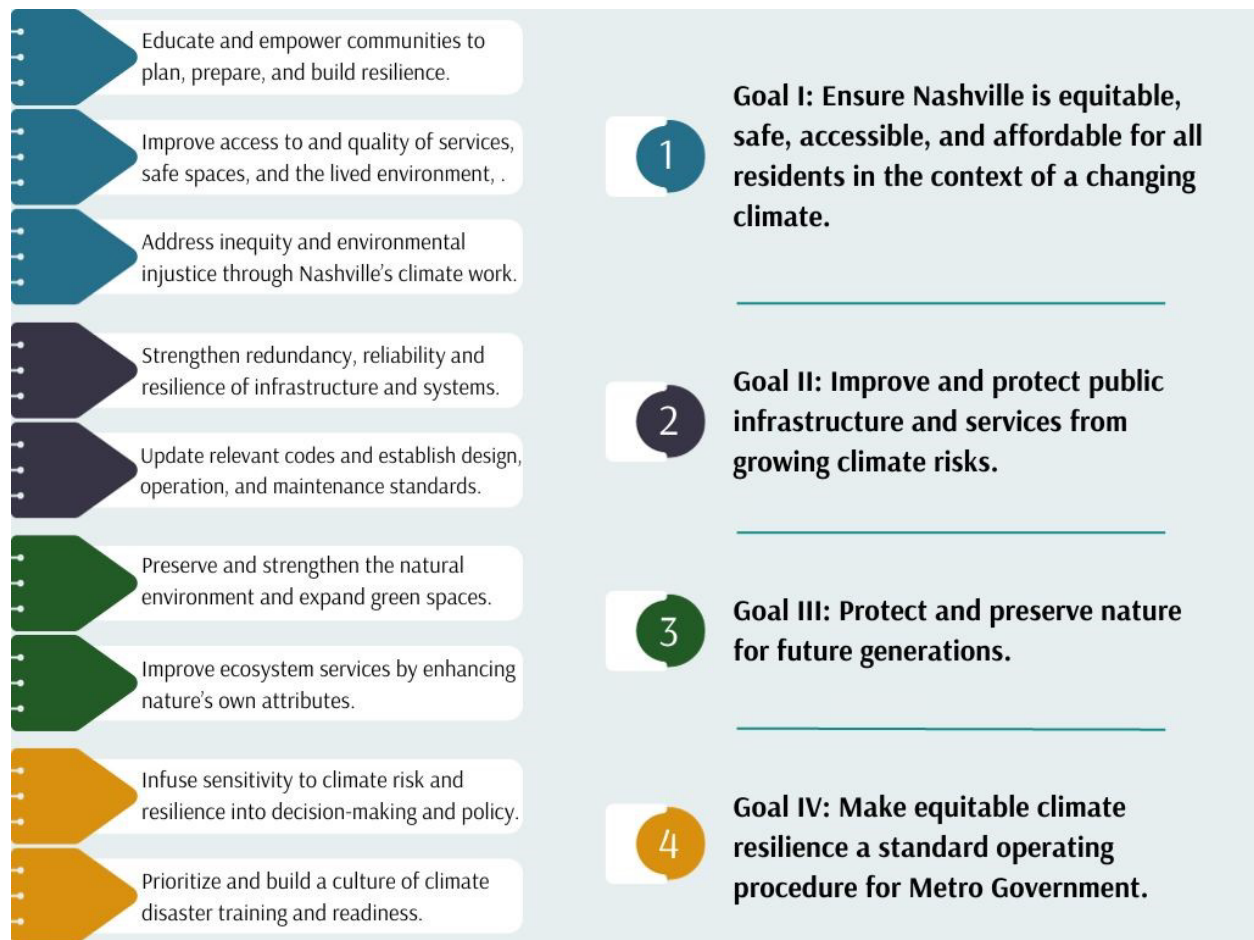 Educate and empower communities to
plan, prepare, and build resilience.
Improve access to and quality of services,
safe spaces, and the lived environment, .
Address inequity and environmental
injustice through Nashville’s climate work.
Strengthen redundancy, reliability and
resilience of infrastructure and systems.
Update relevant codes and establish design,
operation, and maintenance standards.
Preserve and strengthen the natural
environment and expand green spaces.
Improve ecosystem services by enhancing
nature’s own attributes.
Infuse sensitivity to climate risk and
resilience into decision-making and policy.
Prioritize and build a culture of climate
disaster training and readiness.
1
Goal I: Ensure Nashville is equitable,
safe, accessible, and affordable for all
residents in the context of a changing
climate.
2
Goal II: Improve and protect public
infrastructure and services from
growing climate risks.
3
Goal III: Protect and preserve nature
for future generations.
4
Goal IV: Make equitable climate
resilience a standard operating
procedure for Metro Government.